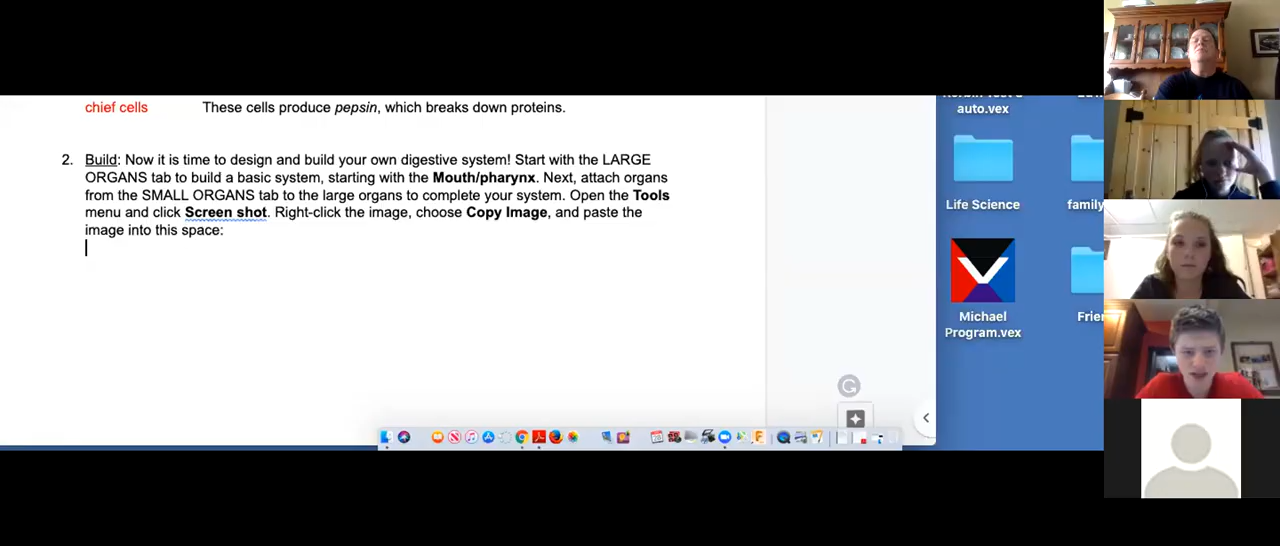 chief cells These cells produce pepsin, which breaks down proteins.
2. Build: Now it is time to design and build your own digestive system! Start with the LARGE
ORGANS tab to build a basic system, starting with the Mouth/pharynx. Next, attach organs
from the SMALL ORGANS tab to the large organs to complete your system. Open the Tools
menu and click Screen shot. Right-click the image, choose Copy Image, and paste the
image into this space:
auto.vex
Life Science
family
Michael
Program.vex
Frie